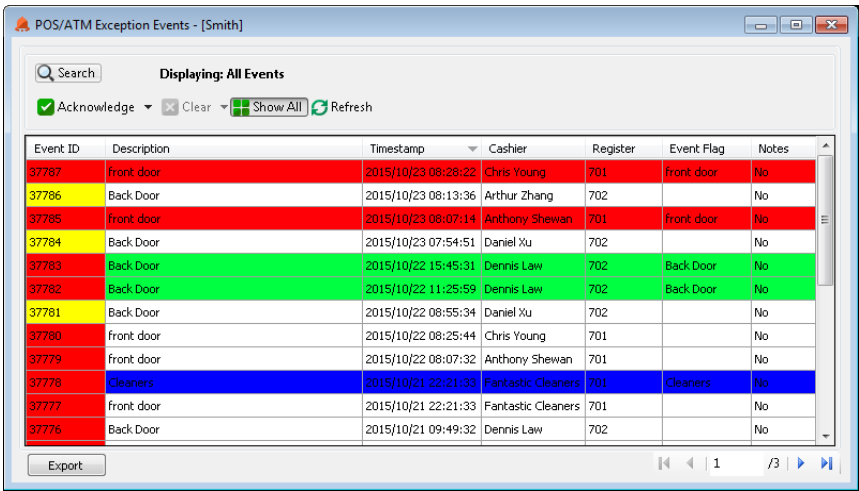 POS/ATM Exception Events - [Smith]
Search Displaying: All Events
Acknowledge Clear Show All Refresh
Event ID Description Timestamp Cashier Register Event Flag Notes
37787 front door 2015/10/23 08:28:22 Chris Young 701 front door No
37786 Back Door 2015/10/23 08:13:36 Arthur Zhang 702 No
37785 front door 2015/10/23 08:07:14 Anthony Shewan 701 front door No
37784 Back Door 2015/10/23 07:54:51 Daniel Xu 702 No
37783 Back Door 2015/10/22 15:45:31 Dennis Law 702 Back Door No
37782 Back Door 2015/10/22 11:25:59 Dennis Law 702 Back Door No
37781 Back Door 2015/10/22 08:55:34 Daniel Xu 702 No
37780 front door 2015/10/22 08:25:44 Chris Young 701 No
37779 front door 2015/10/22 08:07:32 Anthony Shewan 701 No
37778 Cleaners 2015/10/21 22:21:33 Fantastic Cleaners 701 Cleaners No
37777 front door 2015/10/21 22:21:33 Fantastic Cleaners 701 No
37776 Back Door 2015/10/21 09:49:32 Dennis Law 702 No
Export 1 /3